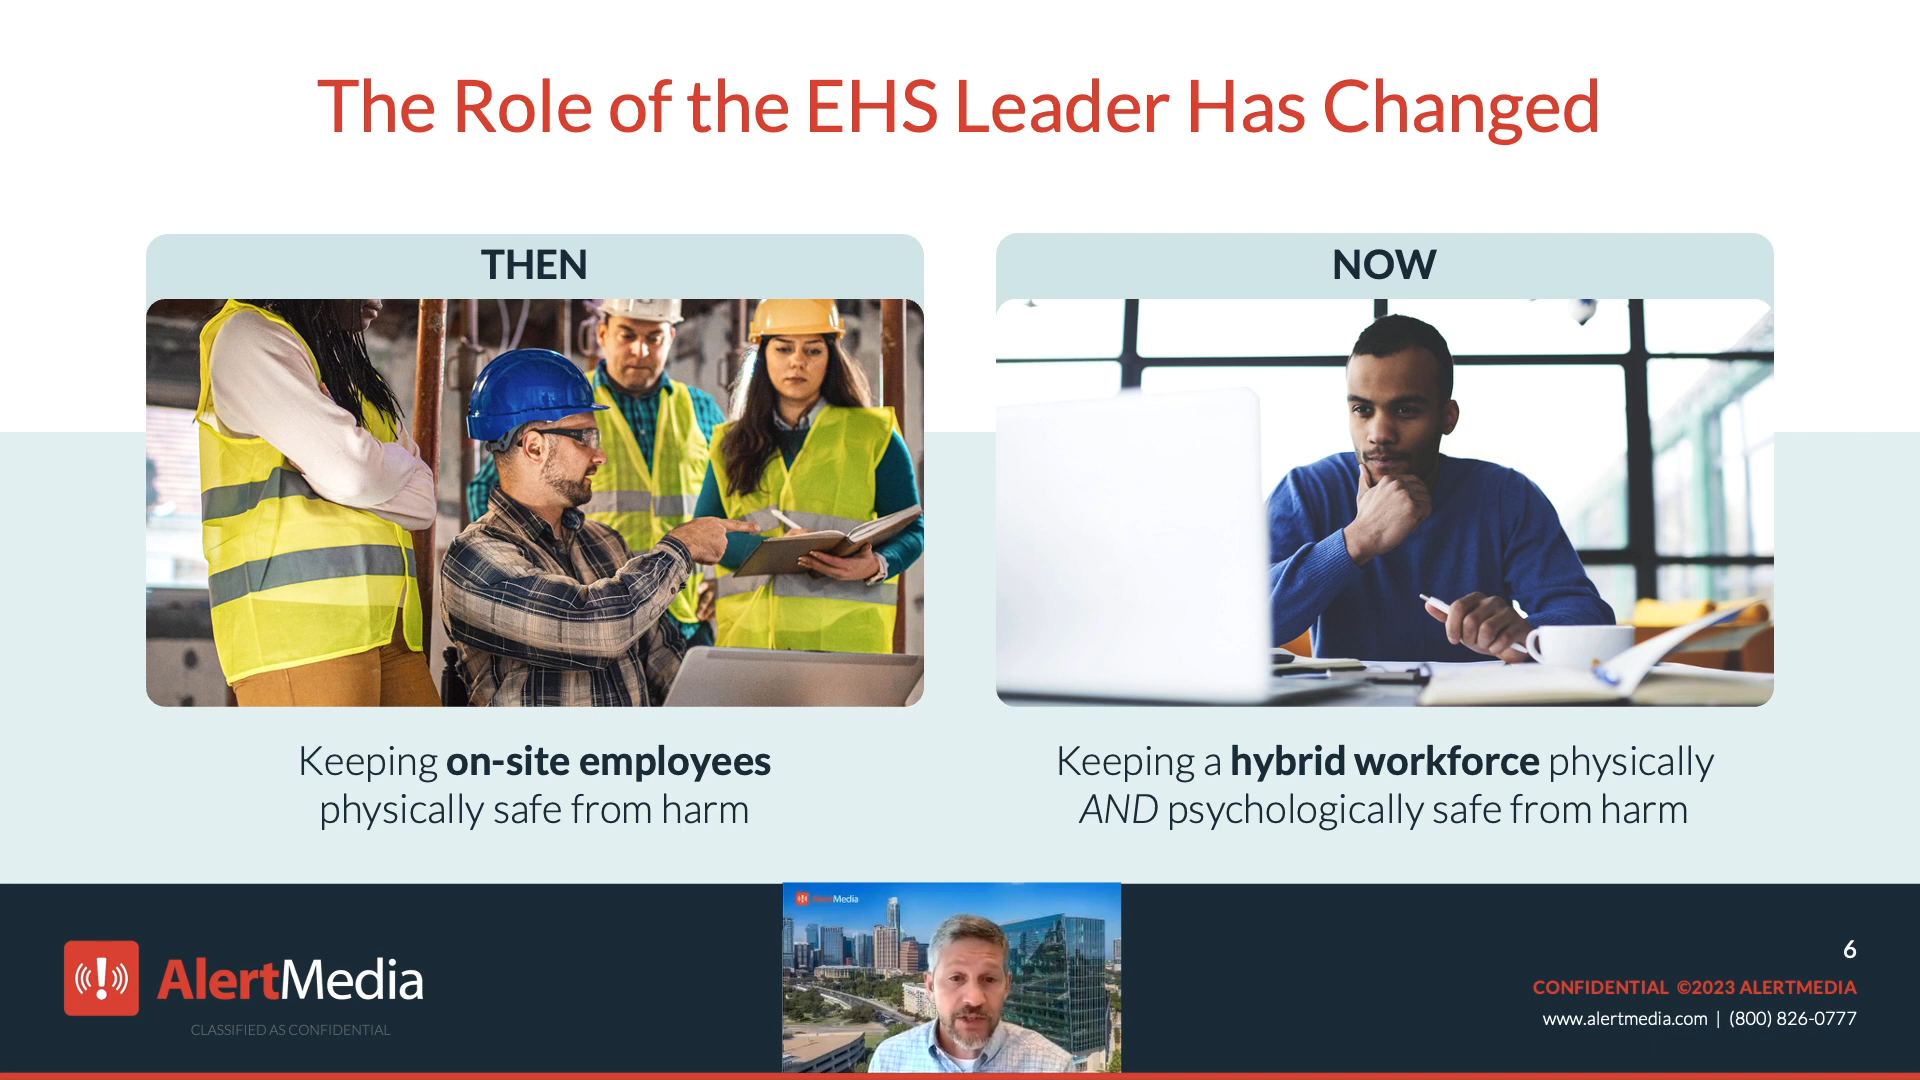 The Role of the EHS Leader Has Changed
THEN
NOW
Keeping on-site employees
physically safe from harm
Keeping a hybrid workforce physically
AND psychologically safe from harm
AlertMedia
CLASSIFIED AS CONFIDENTIAL
AlertMedia
6
CONFIDENTIAL ©2023 ALERTMEDIA
www.alertmedia.com | (800) 826-0777